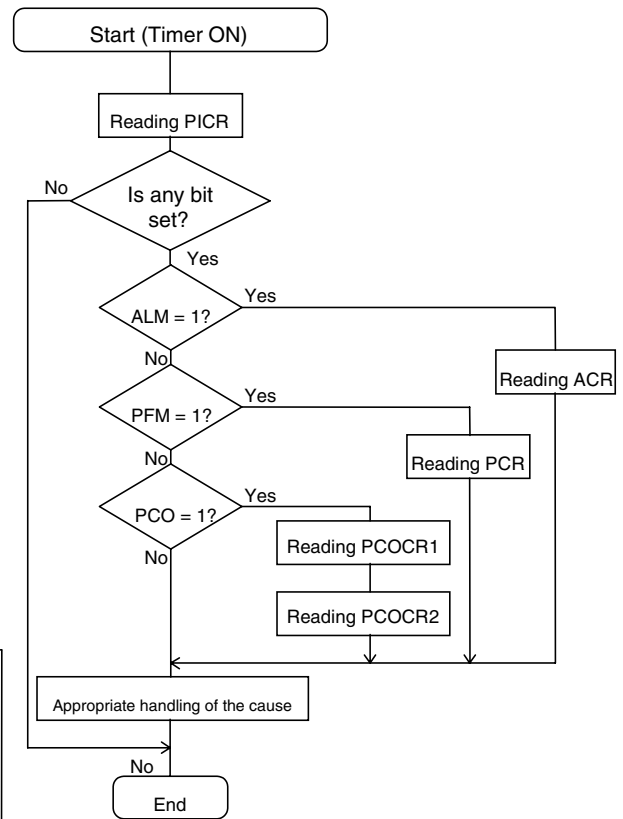 Start (Timer ON)
Reading PICR
No
Is any bit
set?
Yes
ALM = 1?
Yes
No
Reading ACR
PFM = 1?
Yes
No
Reading PCR
PCO = 1?
Yes
No
Reading PCOCR1
Reading PCOCR2
Appropriate handling of the cause
No
End